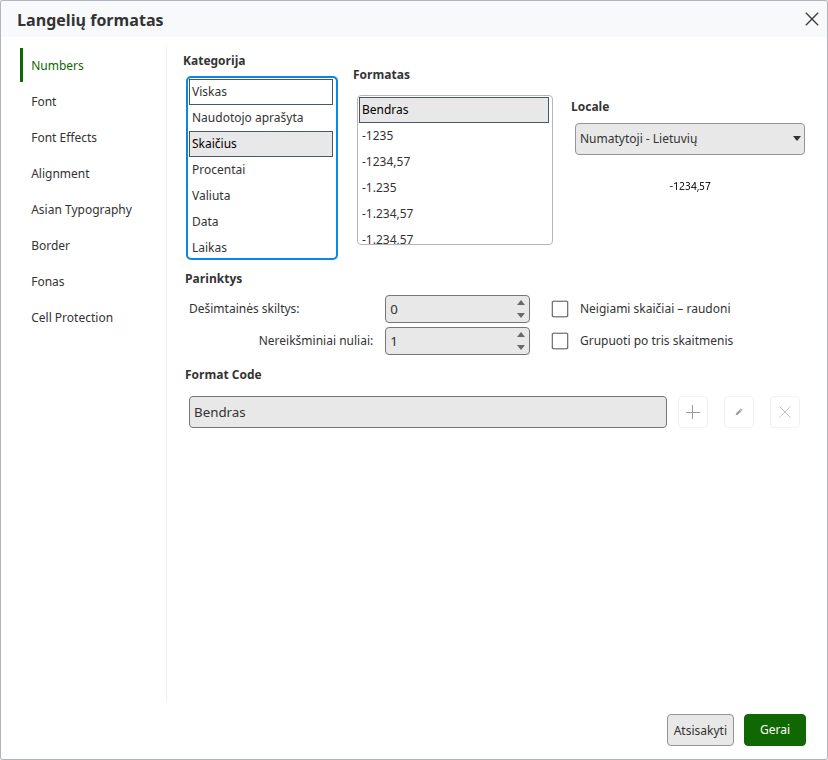 Langelių formatas
Numbers
Font
Font Effects
Alignment
Asian Typography
Border
Fonas
Cell Protection
Kategorija
Viskas
Naudotojo aprašyta
Skaičius
Procentai
Valiuta
Data
Laikas
Formatas
Bendras
-1235
-1234,57
-1.235
-1.234,57
-1.234,57
Locale
Numatytoji - Lietuvių
-1234,57
Parinktys
Dešimtainės skiltys:
0
Neigiami skaičiai – raudoni
Nereikšminiai nuliai:
1
Grupuoti po tris skaitmenis
Format Code
Bendras
Atsisakyti
Gerai